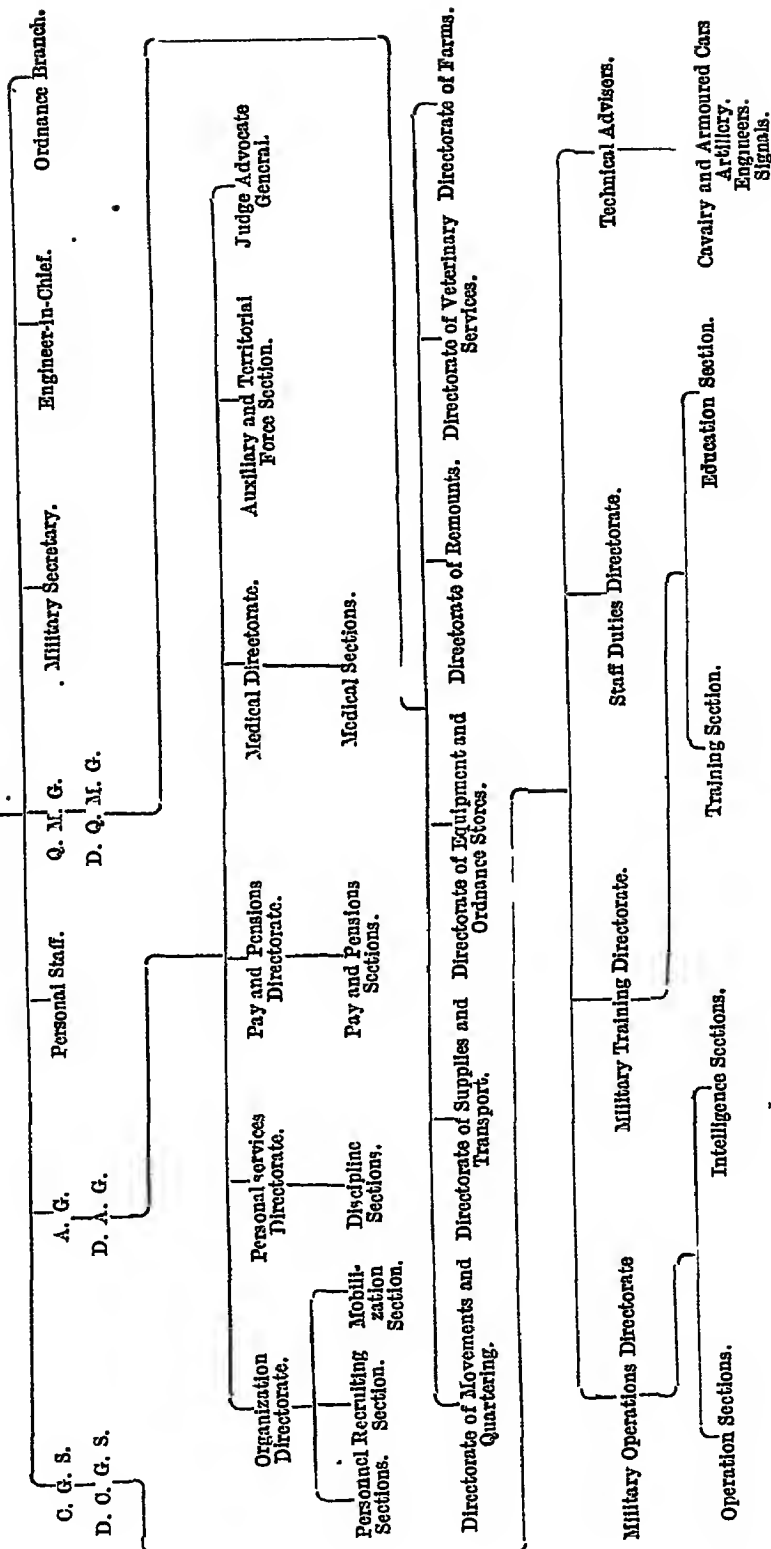 C. G. S.
D. C. G. S.
A. G.
D. A. G.
Personal Staff.
Q. M. G.
D. Q. M. G.
Military Secretary.
Engineer-in-Chief.
Ordnance Branch.
Organization
Directorate.
Personnel
Sections.
Recruiting
Section.
Mobili-
zation
Section.
Personal services
Directorate.
Discipline
Sections.
Pay and Pensions
Directorate.
Pay and Pensions
Sections.
Medical Directorate.
Medical Sections.
Auxiliary and Territorial
Force Section.
Judge Advocate
General.
Directorate of Movements and
Quartering.
Directorate of Supplies and
Transport.
Directorate of Equipment and
Ordnance Stores.
Directorate of Remounts.
Directorate of Veterinary
Services.
Directorate of Farms.
Military Operations Directorate
Operation Sections.
Intelligence Sections.
Military Training Directorate.
Training Section.
Education Section.
Staff Duties Directorate.
Technical Advisers.
Cavalry and Armoured Cars
Artillery.
Engineers.
Signals.